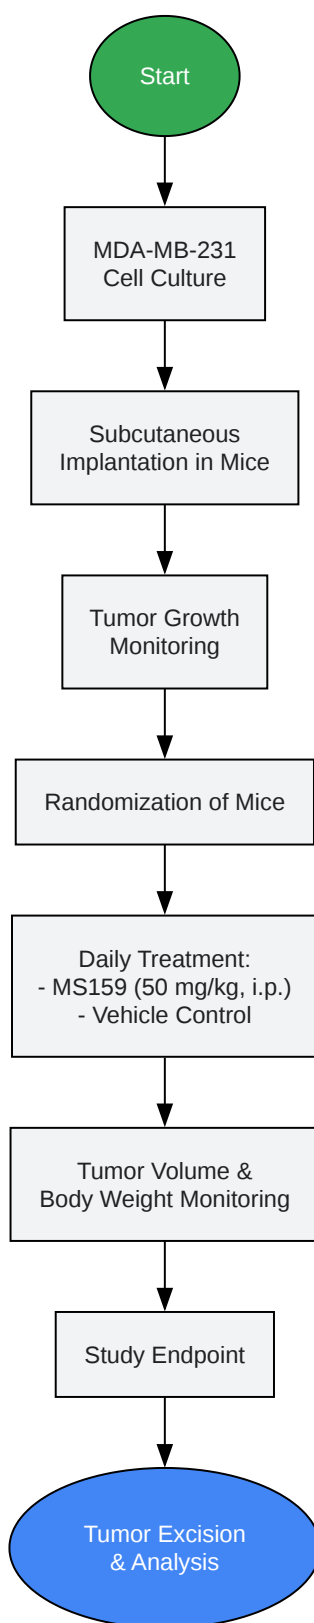 Start
MDA-MB-231
Cell Culture
Subcutaneous
Implantation in Mice
Tumor Growth
Monitoring
Randomization of Mice
Daily Treatment:
- MS159 (50 mg/kg, i.p.)
- Vehicle Control
Tumor Volume &
Body Weight Monitoring
Study Endpoint
Tumor Excision
& Analysis